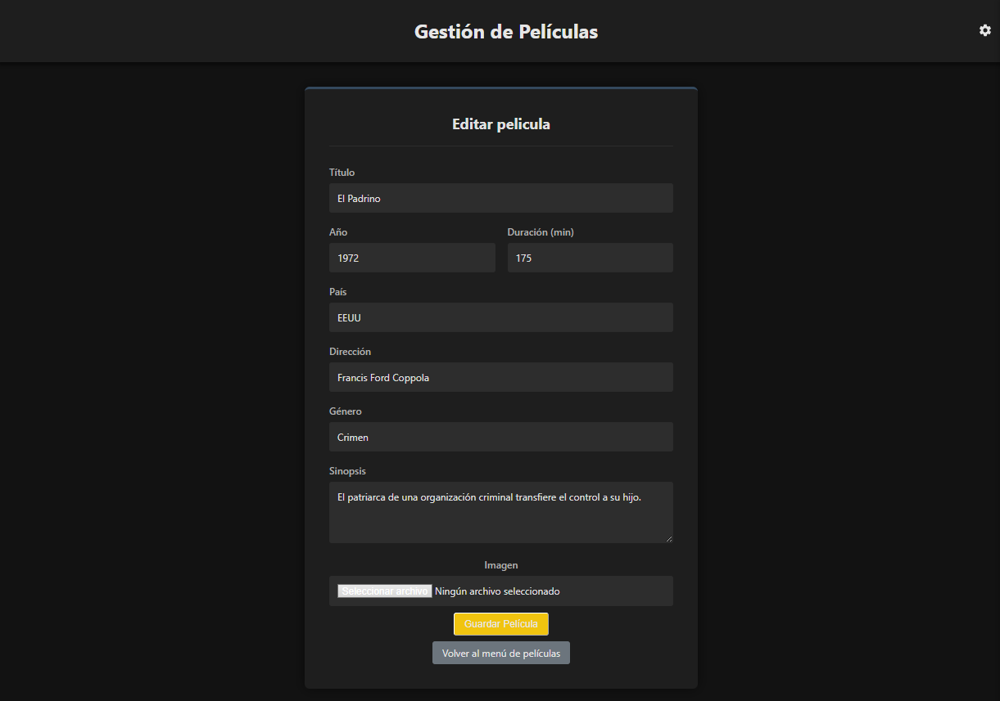 Gestión de Películas
Editar pelicula
Título
El Padrino
Año
Duración (min)
1972
175
País
EEUU
Dirección
Francis Ford Coppola
Género
Crimen
Sinopsis
El patriarca de una organización criminal transfiere el control a su hijo.
Imagen
Seleccionar archivo Ningún archivo seleccionado
Guardar Película
Volver al menú de películas